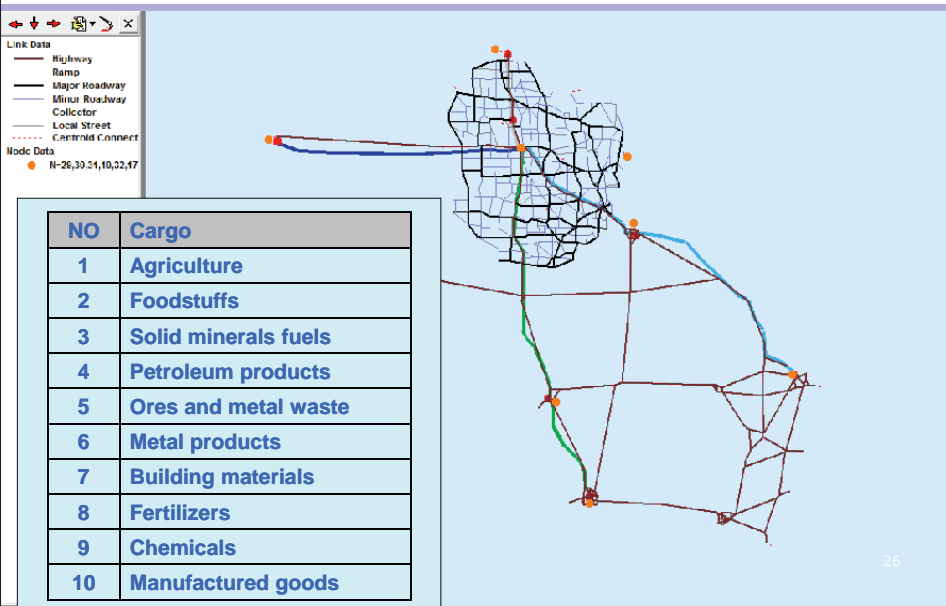 Link Data
Highway
Ramp
Major Roadway
Minor Roadway
Collector
Local Street
Centroid Connect
Node Data
N=29,30,31,10,32,17
NO Cargo
1 Agriculture
2 Foodstuffs
3 Solid minerals fuels
4 Petroleum products
5 Ores and metal waste
6 Metal products
7 Building materials
8 Fertilizers
9 Chemicals
10 Manufactured goods
26